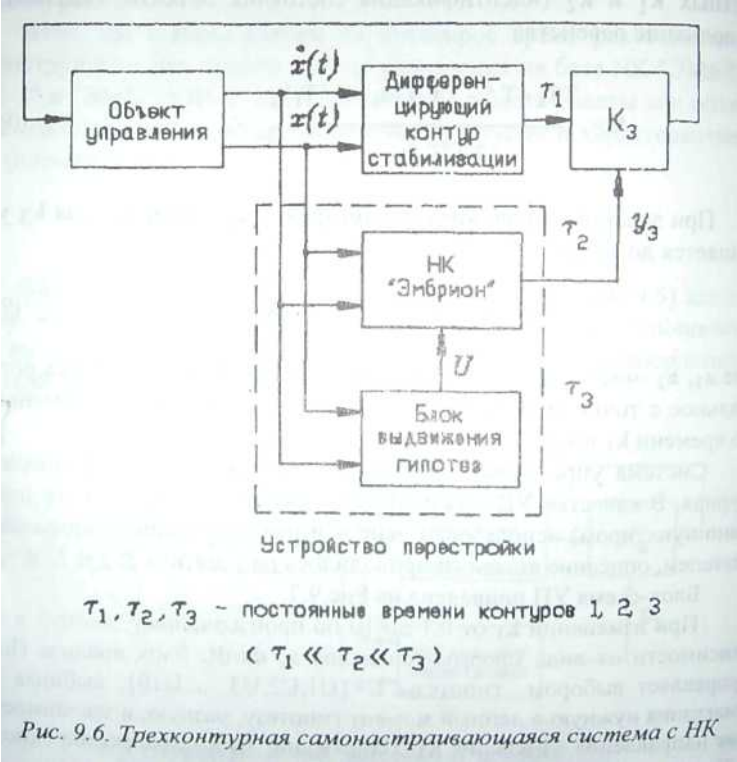 ẋ(t)
x(t)
Объект
управления
Дифферен-
цирующий
контур
стабилизации
τ1
K3
y3
τ2
НК
"Эмбрион"
U
τ3
Блок
выдвижения
гипотез
Устройство перестройки
τ1, τ2, τ3 - постоянные времени контуров 1, 2, 3
( τ1 << τ2 << τ3 )
Рис. 9.6. Трехконтурная самонастраивающаяся система с НК